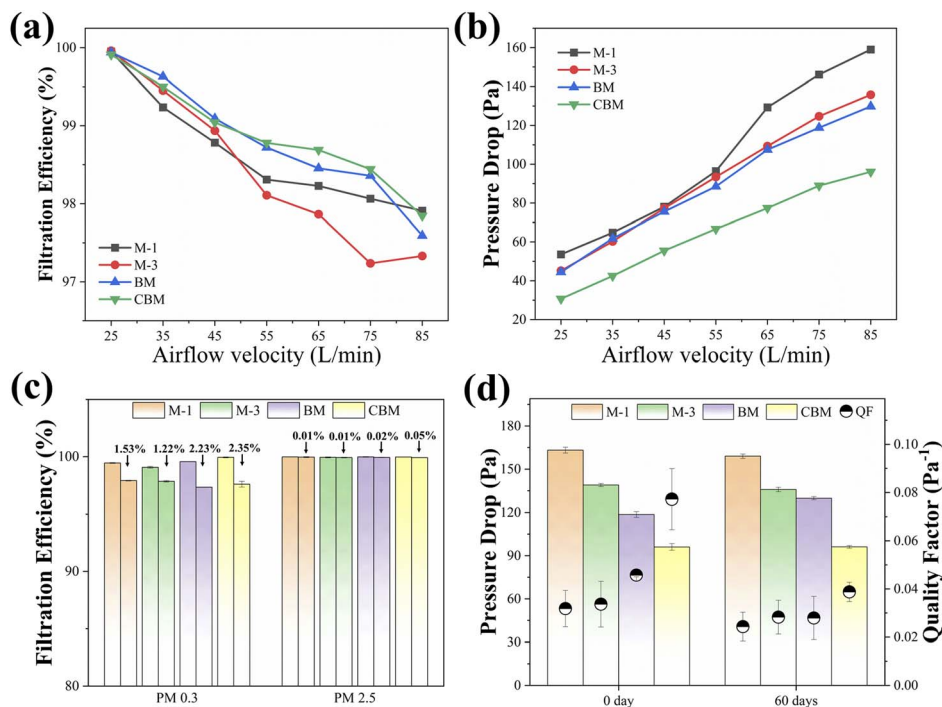 (a)
Filtration Efficiency (%)
100
99
98
97
M-1
M-3
BM
CBM
25 35 45 55 65 75 85
Airflow velocity (L/min)
(b)
Pressure Drop (Pa)
160
140
120
100
80
60
40
20
M-1
M-3
BM
CBM
25 35 45 55 65 75 85
Airflow velocity (L/min)
(c)
Filtration Efficiency (%)
M-1 M-3 BM CBM
100
90
80
1.53% 1.22% 2.23% 2.35% 0.01% 0.01% 0.02% 0.05%
PM 0.3 PM 2.5
(d)
Pressure Drop (Pa)
M-1 M-3 BM CBM QF
180
150
120
90
60
30
0
0 day 60 days
0.10
0.08
0.06
0.04
0.02
0.00
Quality Factor (Pa⁻¹)